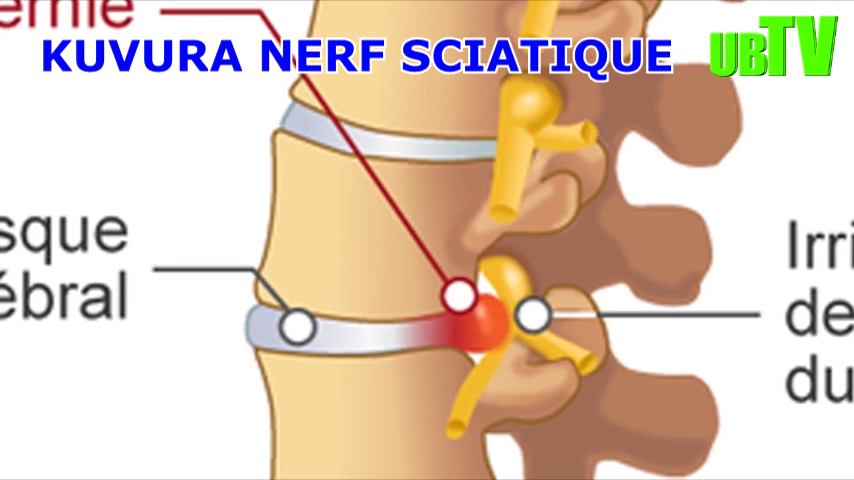 ernie
KUVURA NERF SCIATIQUE UBTV
sque
ébral
Irri
de
du